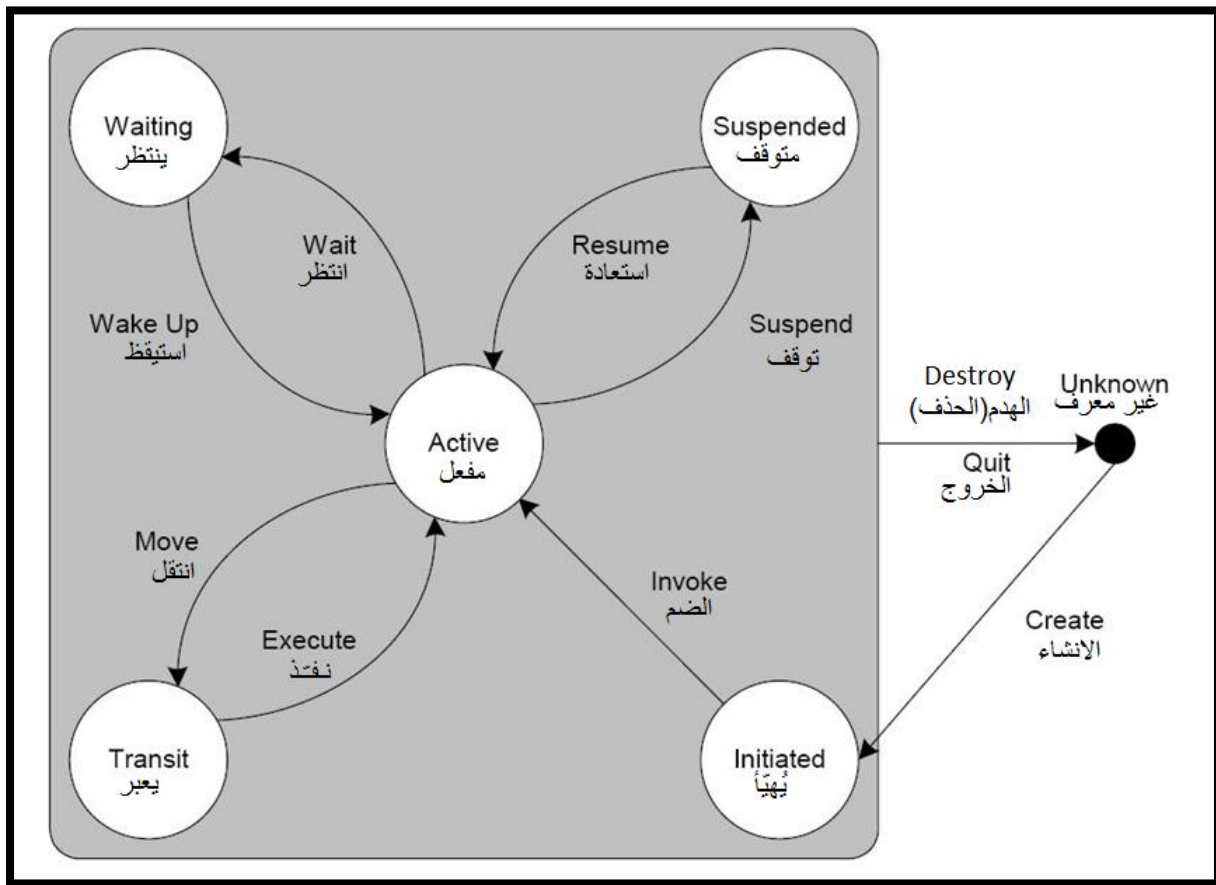 Waiting
ينتظر
Suspended
متوقف
Wait
انتظر
Resume
استعادة
Wake Up
استيقظ
Suspend
توقف
Destroy
الهدم(الحذف)
Unknown
غير معرف
Active
مفعل
Quit
الخروج
Move
انتقل
Invoke
الضم
Execute
نفّذ
Create
الانشاء
Transit
يعبر
Initiated
يُهيّأ